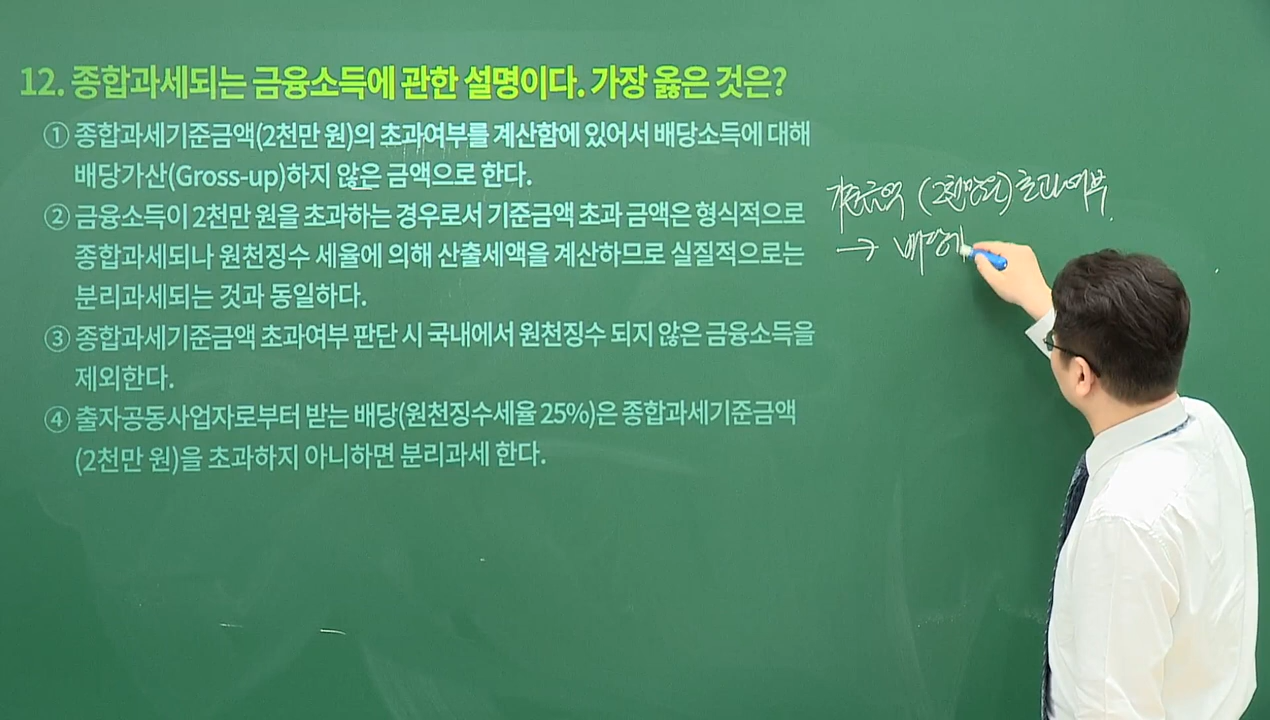 12. 종합과세되는 금융소득에 관한 설명이다. 가장 옳은 것은?
① 종합과세기준금액(2천만 원)의 초과여부를 계산함에 있어서 배당소득에 대해
배당가산(Gross-up)하지 않은 금액으로 한다.
② 금융소득이 2천만 원을 초과하는 경우로서 기준금액 초과 금액은 형식적으로
종합과세되나 원천징수 세율에 의해 산출세액을 계산하므로 실질적으로는
분리과세되는 것과 동일하다.
③ 종합과세기준금액 초과여부 판단 시 국내에서 원천징수 되지 않은 금융소득을
제외한다.
④ 출자공동사업자로부터 받는 배당(원천징수세율 25%)은 종합과세기준금액
(2천만 원)을 초과하지 아니하면 분리과세 한다.
기준금액 (2천만원) 초과여부.
→ 배당